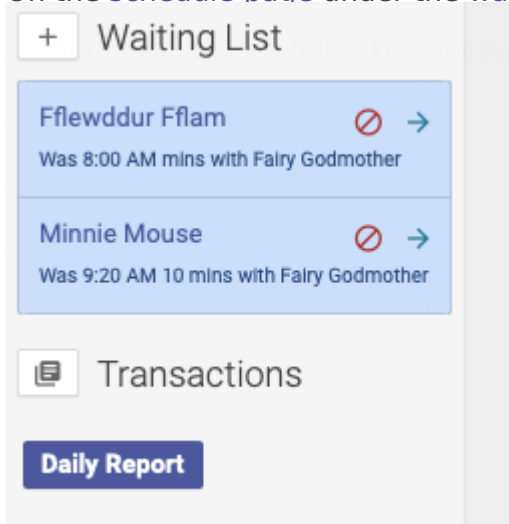 + Waiting List
Fflewddur Fflam
Was 8:00 AM mins with Fairy Godmother
Minnie Mouse
Was 9:20 AM 10 mins with Fairy Godmother
Transactions
Daily Report